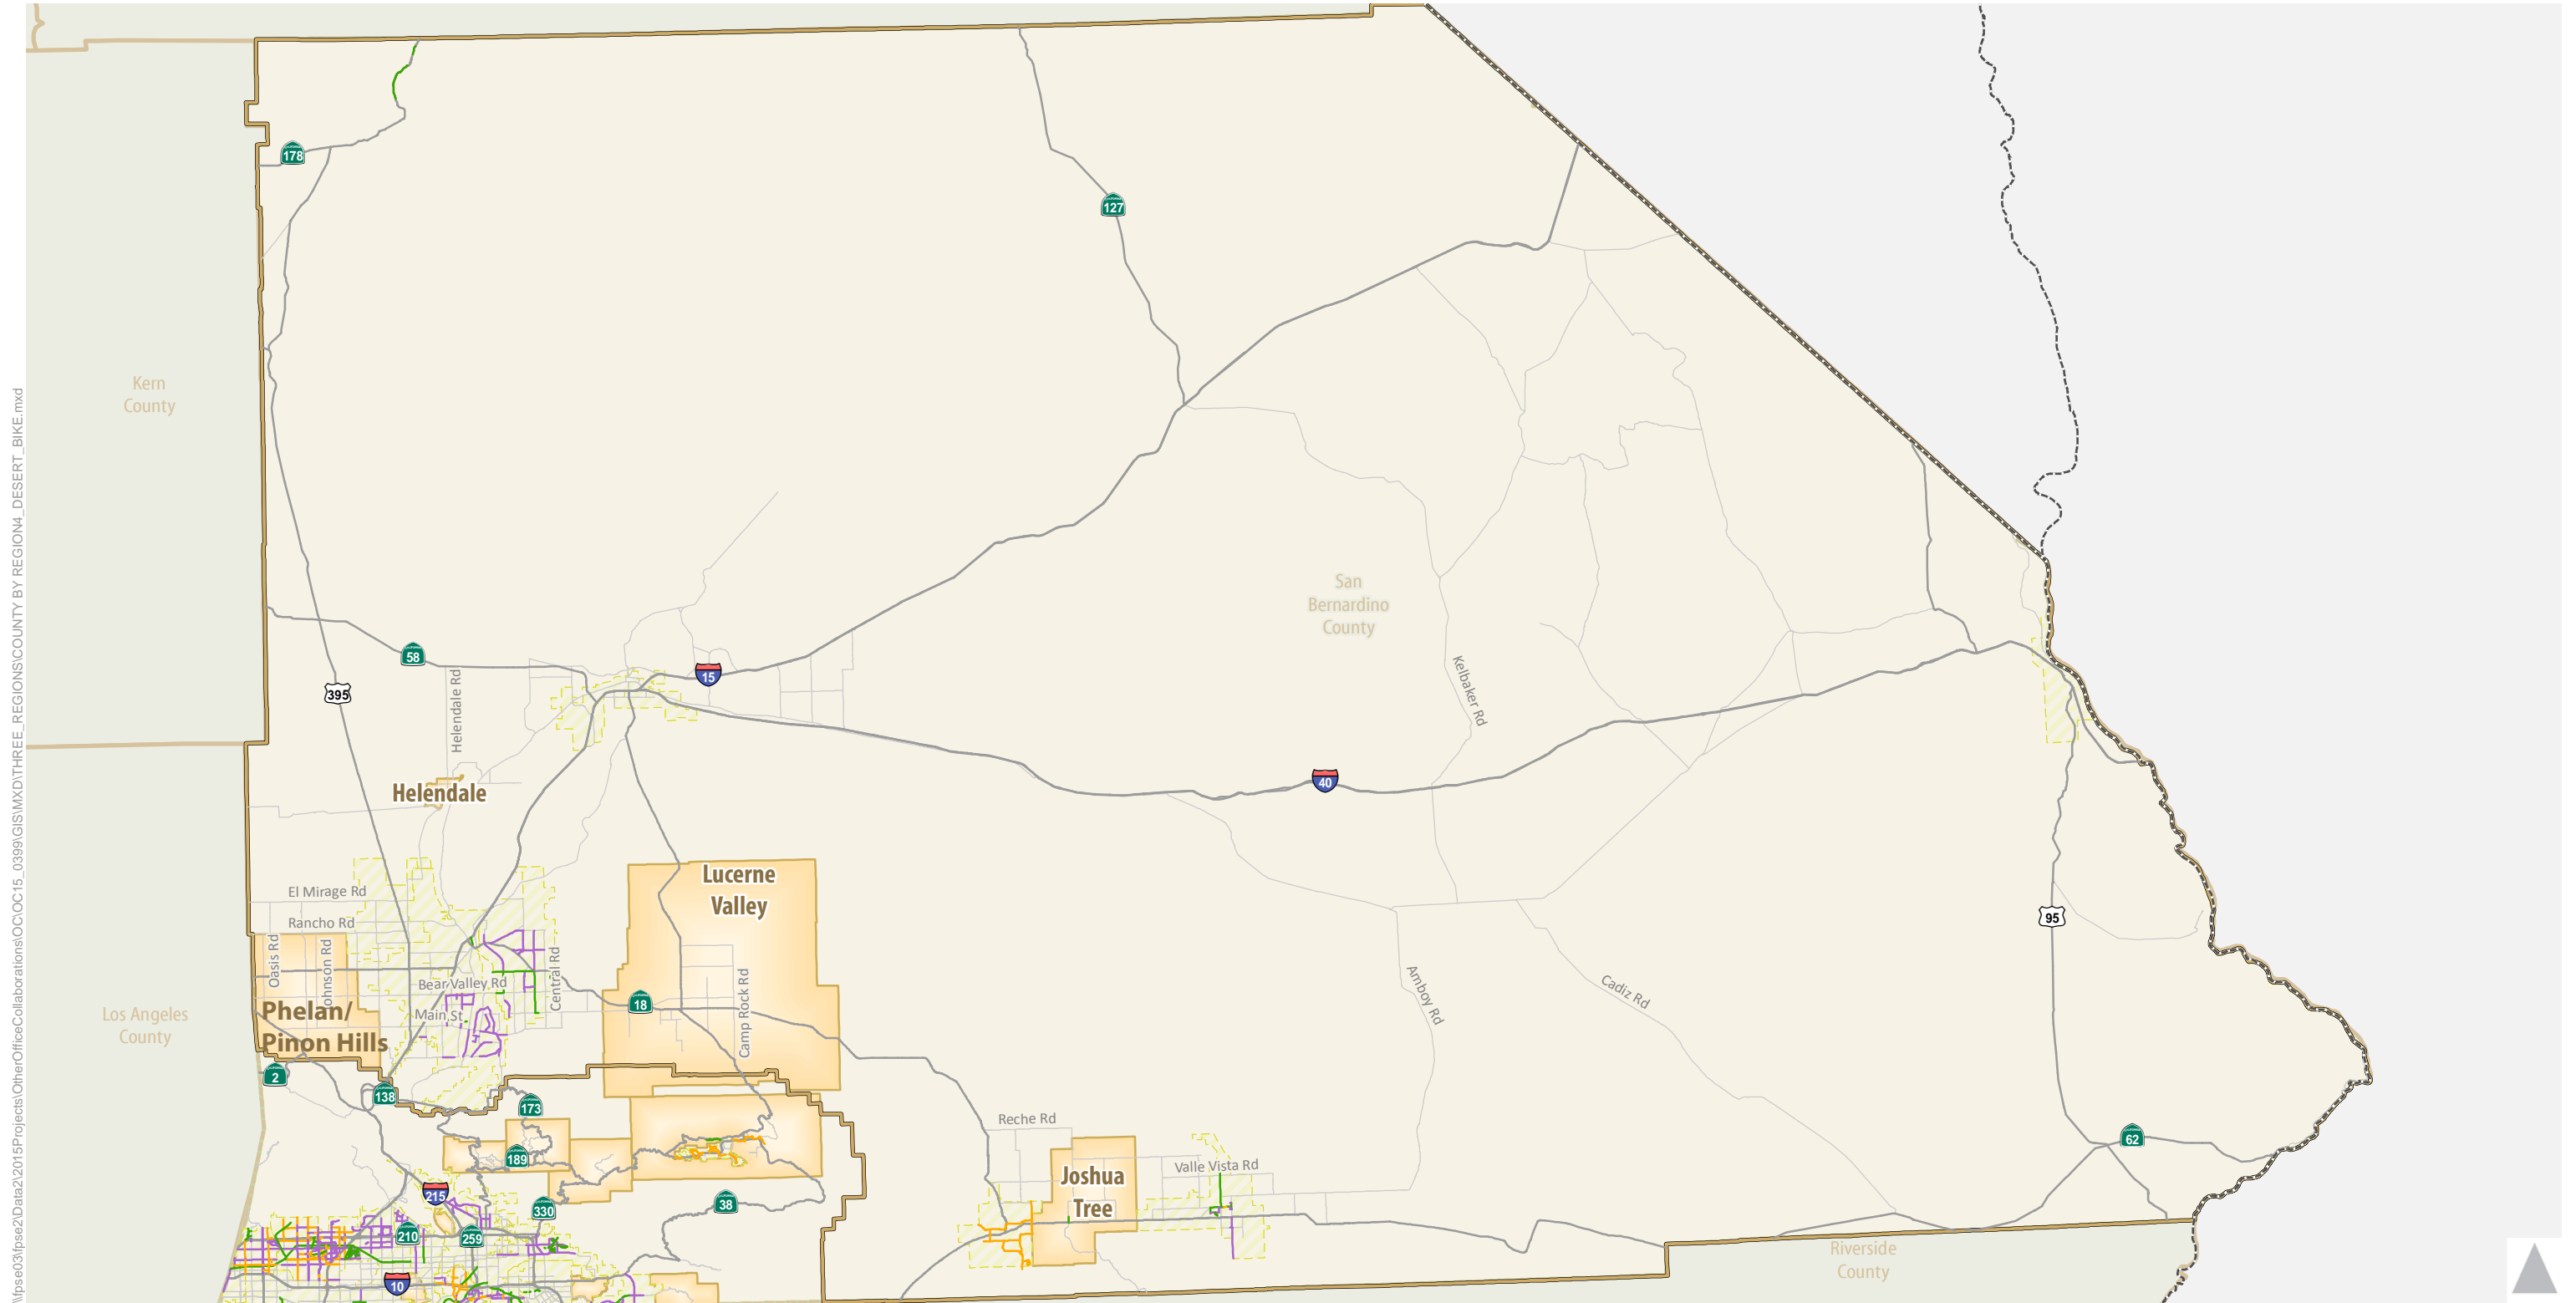 178
127
Kern
County
San
Bernardino
County
58
15
395
Helendale Rd
Kelbaker Rd
40
Helendale
Lucerne
Valley
El Mirage Rd
Rancho Rd
95
Oasis Rd
Johnson Rd
Central Rd
Bear Valley Rd
Camp Rock Rd
Amboy Rd
Cadiz Rd
18
Phelan/
Pinon Hills
Main St
Los Angeles
County
2
138
173
Reche Rd
62
189
Valle Vista Rd
Joshua
Tree
215
330
38
210
259
Riverside
County
10
\\fpse03\fpse2\Data2\2015Projects\OtherOfficeCollaborations\OC\OC15_0399\GIS\MXD\THREE_REGIONS\COUNTY BY REGION4_DESERT_BIKE.mxd